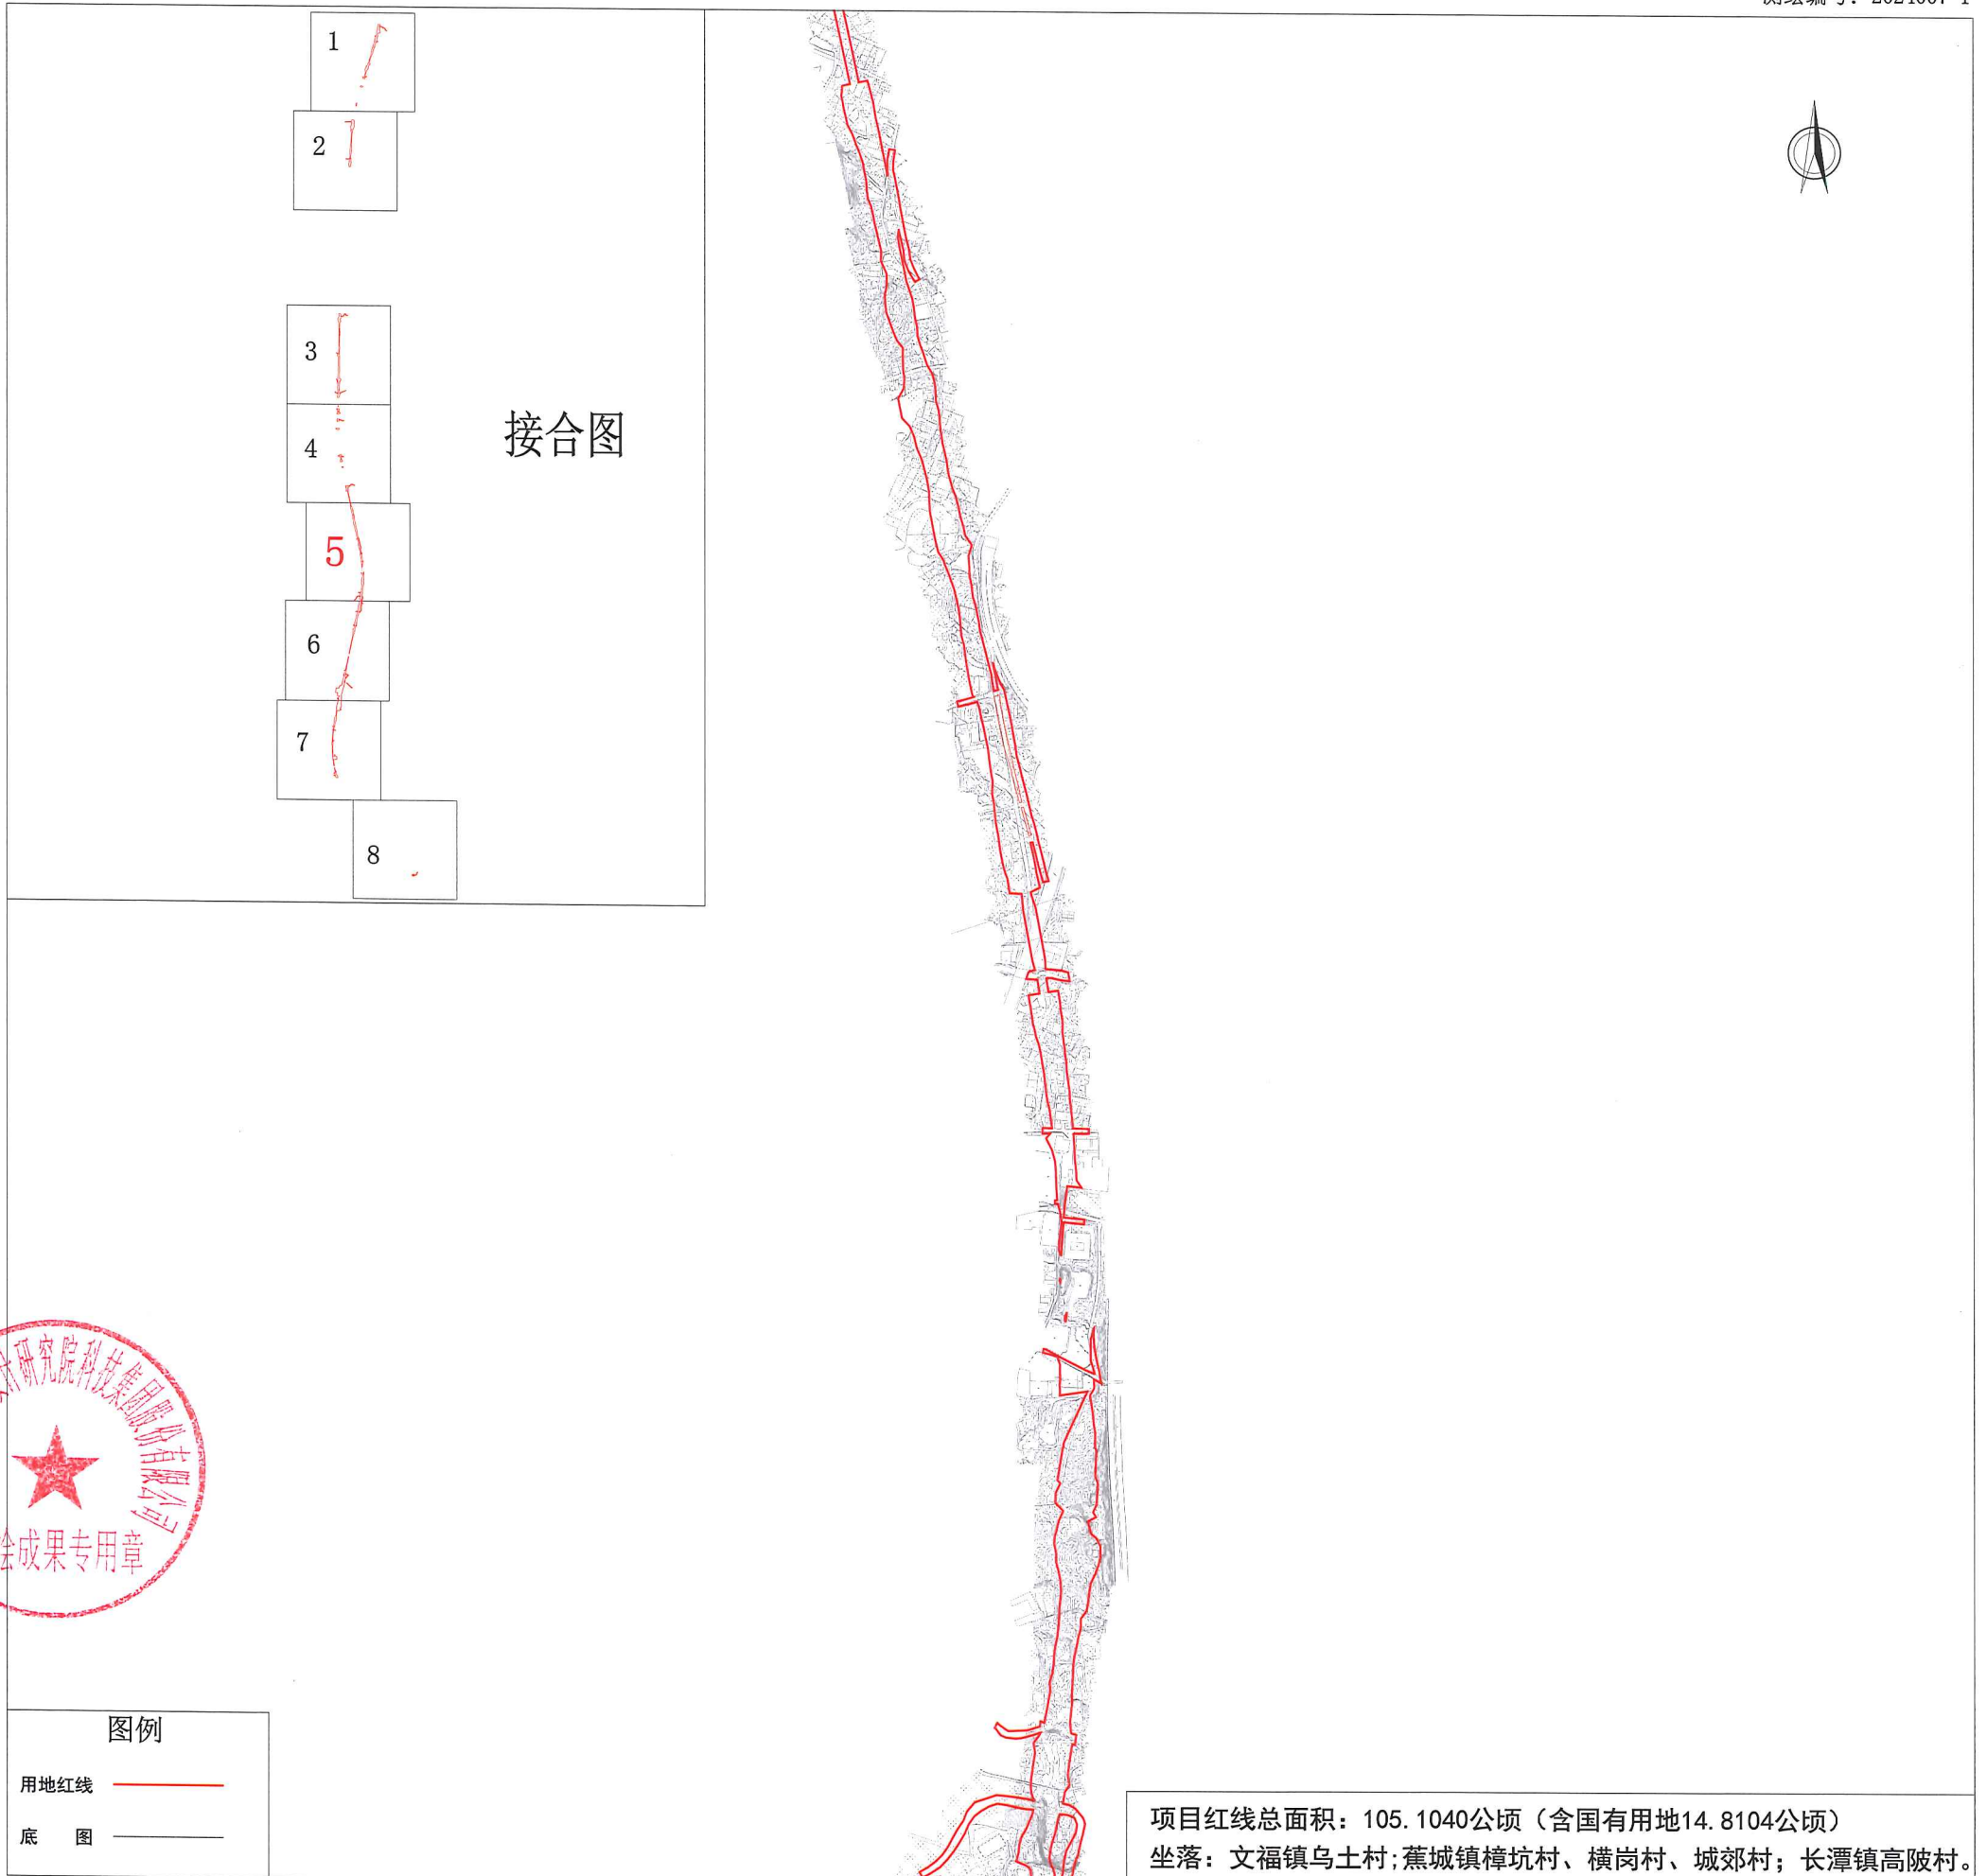 1
2
3
4
5
6
7
8
接合图
研究院科技集团股份有限公司
成果专用章
图例
用地红线
底 图
项目红线总面积：105.1040公顷（含国有用地14.8104公顷）
坐落：文福镇乌土村;蕉城镇樟坑村、横岗村、城郊村；长潭镇高陂村。